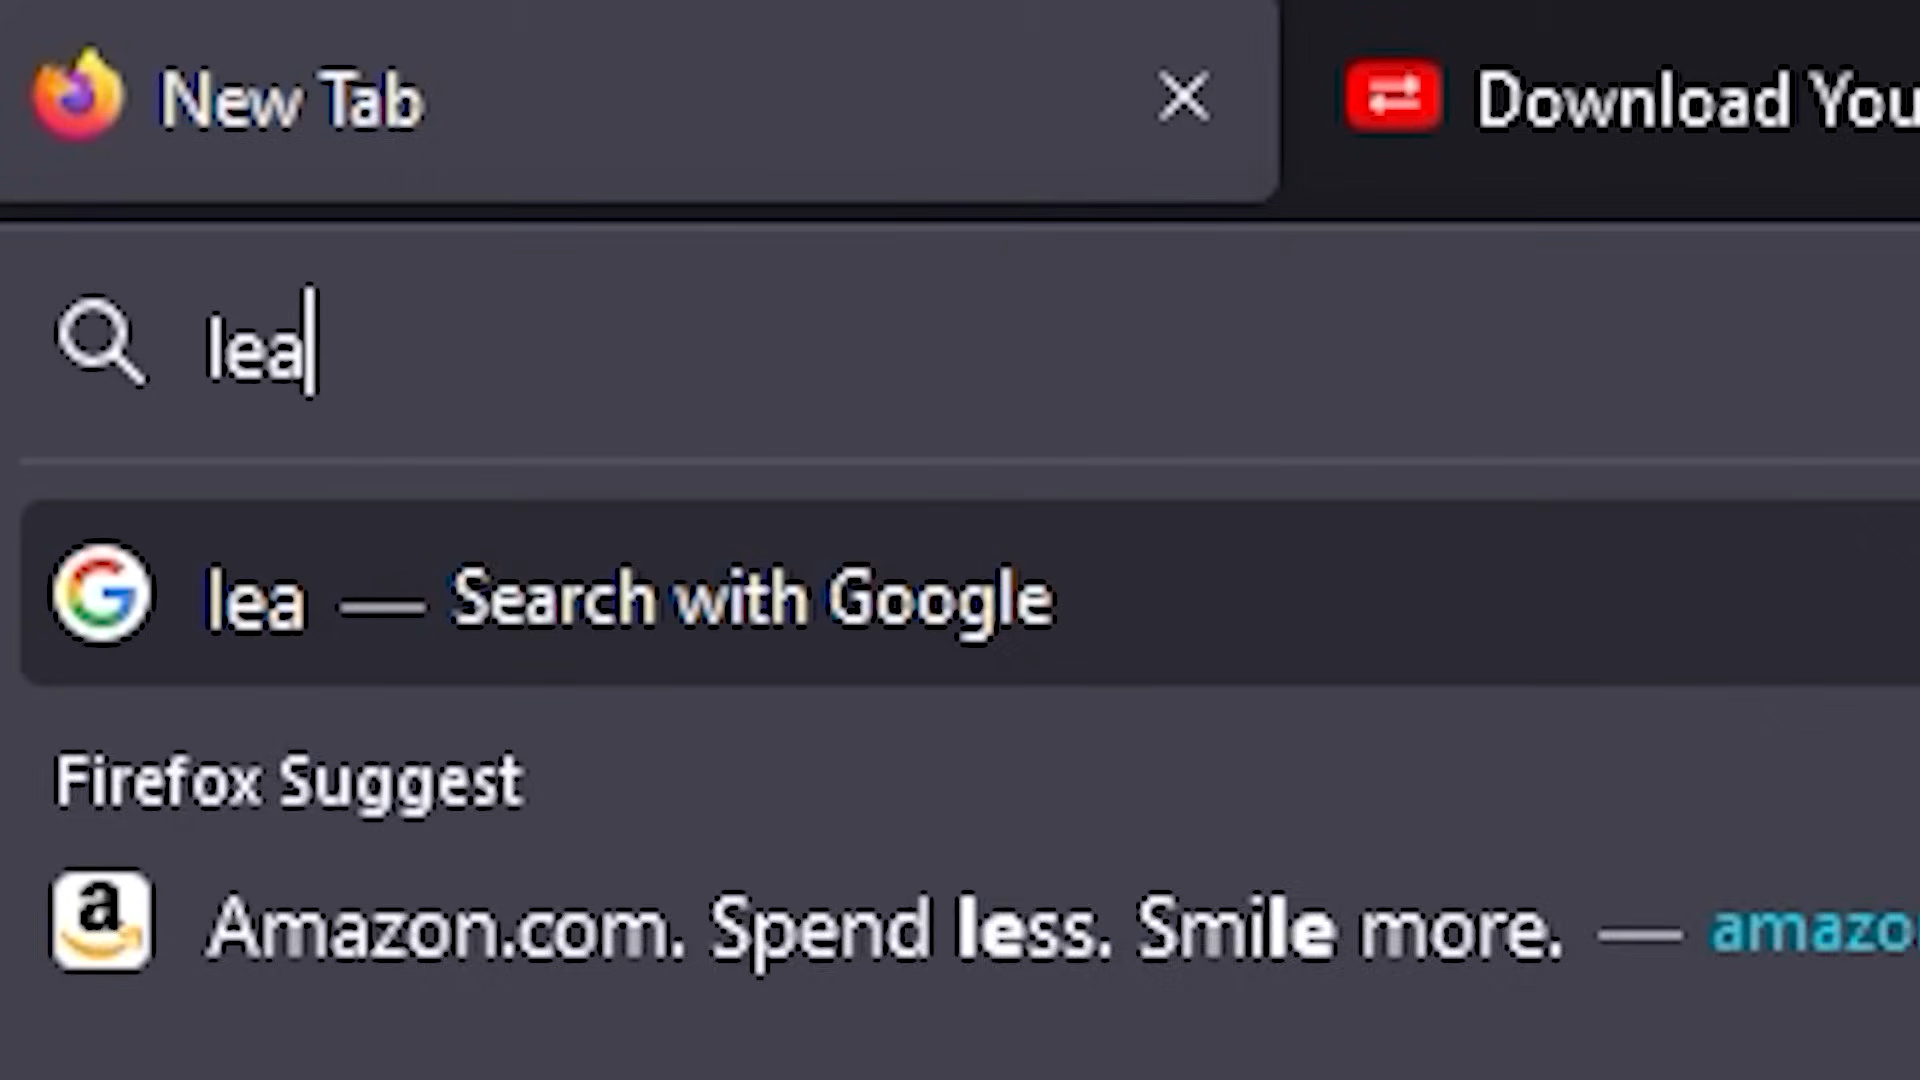 New Tab
Download You
lea
lea — Search with Google
Firefox Suggest
Amazon.com. Spend less. Smile more. — amazo